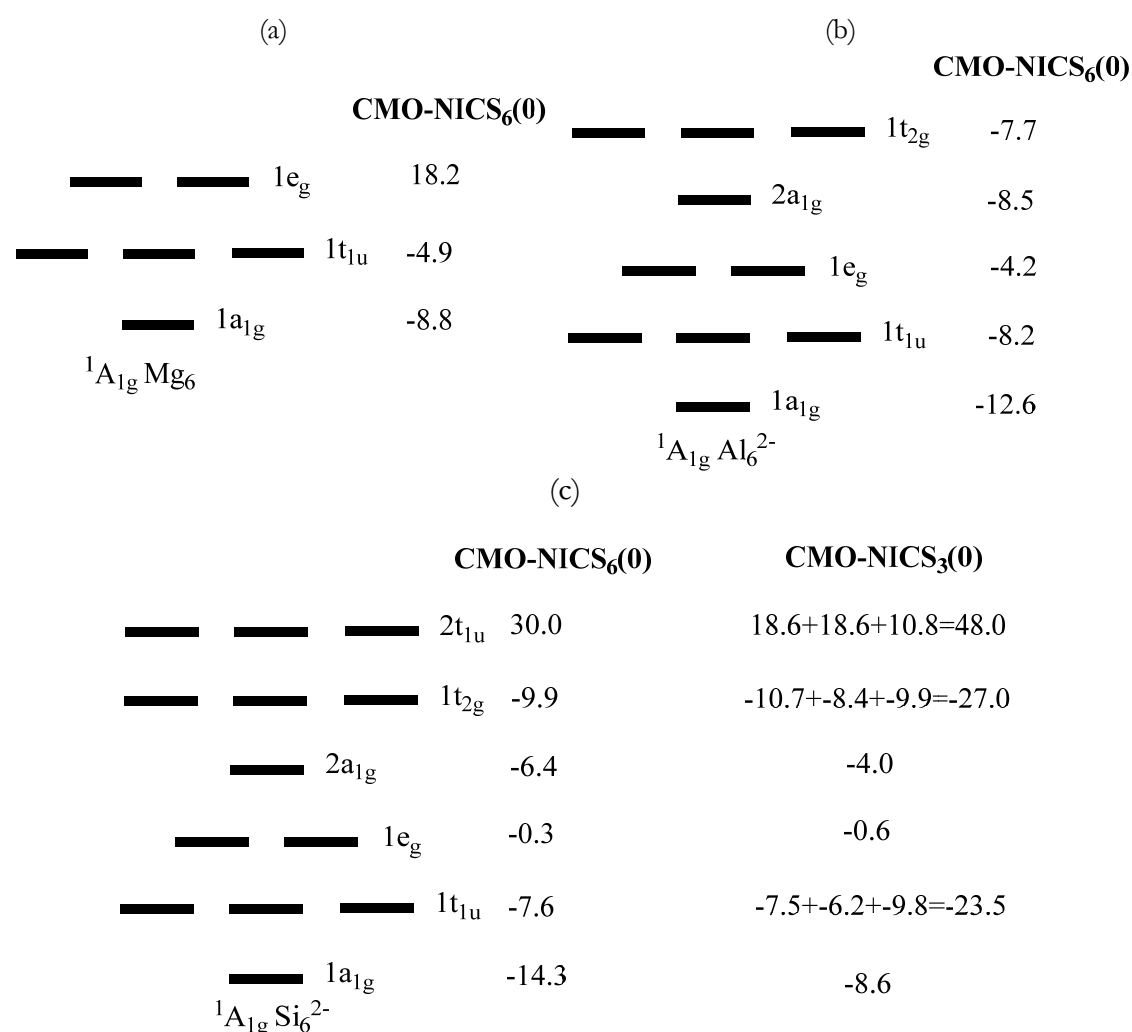 (a)
CMO-NICS₆(0)
1e_g 18.2
1t₁ᵤ -4.9
1a₁g -8.8
¹A₁g Mg₆
(b)
CMO-NICS₆(0)
1t₂g -7.7
2a₁g -8.5
1e_g -4.2
1t₁ᵤ -8.2
1a₁g -12.6
¹A₁g Al₆²⁻
(c)
CMO-NICS₆(0) CMO-NICS₃(0)
2t₁ᵤ 30.0 18.6+18.6+10.8=48.0
1t₂g -9.9 -10.7+-8.4+-9.9=-27.0
2a₁g -6.4 -4.0
1e_g -0.3 -0.6
1t₁ᵤ -7.6 -7.5+-6.2+-9.8=-23.5
1a₁g -14.3 -8.6
¹A₁g Si₆²⁻